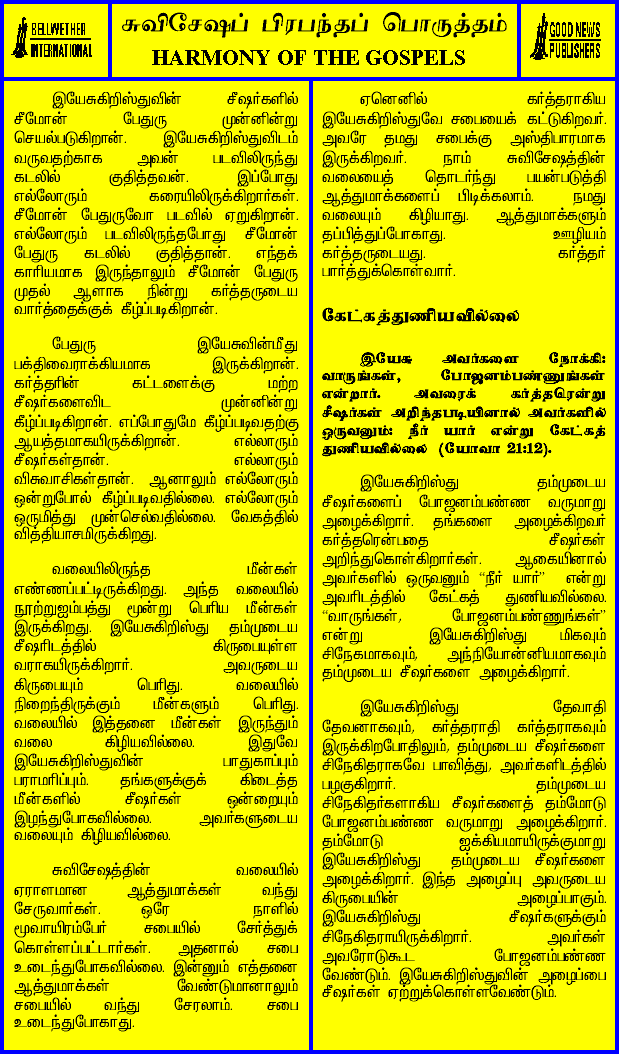 BELLWETHER
INTERNATIONAL
சுவிசேஷப் பிரபந்தப் பொருத்தம்
HARMONY OF THE GOSPELS
GOOD NEWS
PUBLISHERS
இயேசுகிறிஸ்துவின் சீஷர்களில்
சீமோன் பேதுரு முன்னின்று
செயல்படுகிறான். இயேசுகிறிஸ்துவிடம்
வருவதற்காக அவன் படவிலிருந்து
கடலில் குதித்தவன். இப்போது
எல்லோரும் கரையிலிருக்கிறார்கள்.
சீமோன் பேதுருவோ படவில் ஏறுகிறான்.
எல்லோரும் படவிலிருந்தபோது சீமோன்
பேதுரு கடலில் குதித்தான். எந்தக்
காரியமாக இருந்தாலும் சீமோன் பேதுரு
முதல் ஆளாக நின்று கர்த்தருடைய
வார்த்தைக்குக் கீழ்ப்படிகிறான்.
பேதுரு இயேசுவின்மீது
பக்திவைராக்கியமாக இருக்கிறான்.
கர்த்தரின் கட்டளைக்கு மற்ற
சீஷர்களைவிட முன்னின்று
கீழ்ப்படிகிறான். எப்போதுமே கீழ்ப்படிவதற்கு
ஆயத்தமாகயிருக்கிறான். எல்லாரும்
சீஷர்கள்தான். எல்லாரும்
விசுவாசிகள்தான். ஆனாலும் எல்லோரும்
ஒன்றுபோல் கீழ்ப்படிவதில்லை. எல்லோரும்
ஒருமித்து முன்செல்வதில்லை. வேகத்தில்
வித்தியாசமிருக்கிறது.
வலையிலிருந்த மீன்கள்
எண்ணப்பட்டிருக்கிறது. அந்த வலையில்
நூற்றுஐம்பத்து மூன்று பெரிய மீன்கள்
இருக்கிறது. இயேசுகிறிஸ்து தம்முடைய
சீஷரிடத்தில் கிருபையுள்ள
வராகயிருக்கிறார். அவருடைய
கிருபையும் பெரிது. வலையில்
நிறைந்திருக்கும் மீன்களும் பெரிது.
வலையில் இத்தனை மீன்கள் இருந்தும்
வலை கிழியவில்லை. இதுவே
இயேசுகிறிஸ்துவின் பாதுகாப்பும்
பராமரிப்பும். தங்களுக்குக் கிடைத்த
மீன்களில் சீஷர்கள் ஒன்றையும்
இழந்துபோகவில்லை. அவர்களுடைய
வலையும் கிழியவில்லை.
சுவிசேஷத்தின் வலையில்
ஏராளமான ஆத்துமாக்கள் வந்து
சேருவார்கள். ஒரே நாளில்
மூவாயிரம்பேர் சபையில் சேர்த்துக்
கொள்ளப்பட்டார்கள். அதனால் சபை
உடைந்துபோகவில்லை. இன்னும் எத்தனை
ஆத்துமாக்கள் வேண்டுமானாலும்
சபையில் வந்து சேரலாம். சபை
உடைந்துபோகாது.
ஏனெனில் கர்த்தராகிய
இயேசுகிறிஸ்துவே சபையைக் கட்டுகிறவர்.
அவரே தமது சபைக்கு அஸ்திபாரமாக
இருக்கிறவர். நாம் சுவிசேஷத்தின்
வலையைத் தொடர்ந்து பயன்படுத்தி
ஆத்துமாக்களைப் பிடிக்கலாம். நமது
வலையும் கிழியாது. ஆத்துமாக்களும்
தப்பித்துப்போகாது. ஊழியம்
கர்த்தருடையது. கர்த்தர்
பார்த்துக்கொள்வார்.
கேட்கத்துணியவில்லை
இயேசு அவர்களை நோக்கி:
வாருங்கள், போஜனம்பண்ணுங்கள்
என்றார். அவரைக் கர்த்தரென்று
சீஷர்கள் அறிந்தபடியினால் அவர்களில்
ஒருவனும்: நீர் யார் என்று கேட்கத்
துணியவில்லை (யோவா 21:12).
இயேசுகிறிஸ்து தம்முடைய
சீஷர்களைப் போஜனம்பண்ண வருமாறு
அழைக்கிறார். தங்களை அழைக்கிறவர்
கர்த்தரென்பதை சீஷர்கள்
அறிந்துகொள்கிறார்கள். ஆகையினால்
அவர்களில் ஒருவனும் “நீர் யார்” என்று
அவரிடத்தில் கேட்கத் துணியவில்லை.
“வாருங்கள், போஜனம்பண்ணுங்கள்”
என்று இயேசுகிறிஸ்து மிகவும்
சிநேகமாகவும், அந்நியோன்னியமாகவும்
தம்முடைய சீஷர்களை அழைக்கிறார்.
இயேசுகிறிஸ்து தேவாதி
தேவனாகவும், கர்த்தராதி கர்த்தராகவும்
இருக்கிறபோதிலும், தம்முடைய சீஷர்களை
சிநேகிதராகவே பாவித்து, அவர்களிடத்தில்
பழகுகிறார். தம்முடைய
சிநேகிதர்களாகிய சீஷர்களைத் தம்மோடு
போஜனம்பண்ண வருமாறு அழைக்கிறார்.
தம்மோடு ஐக்கியமாயிருக்குமாறு
இயேசுகிறிஸ்து தம்முடைய சீஷர்களை
அழைக்கிறார். இந்த அழைப்பு அவருடைய
கிருபையின் அழைப்பாகும்.
இயேசுகிறிஸ்து சீஷர்களுக்கும்
சிநேகிதராயிருக்கிறார். அவர்கள்
அவரோடுகூட போஜனம்பண்ண
வேண்டும். இயேசுகிறிஸ்துவின் அழைப்பை
சீஷர்கள் ஏற்றுக்கொள்ளவேண்டும்.